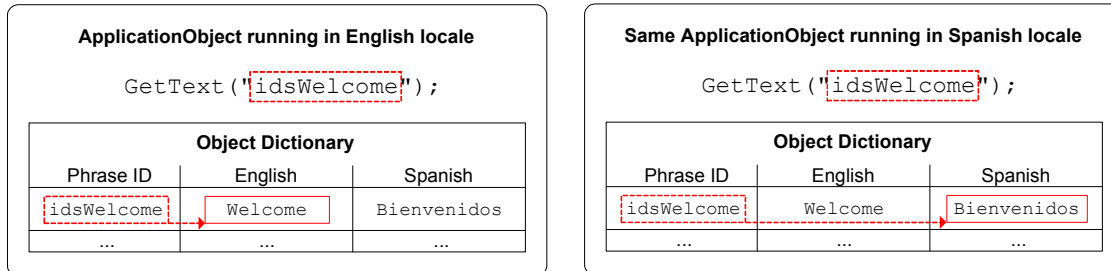 ApplicationObject running in English locale
GetText("idsWelcome");
Object Dictionary
Phrase ID English Spanish
idsWelcome Welcome Bienvenidos
... ... ...
Same ApplicationObject running in Spanish locale
GetText("idsWelcome");
Object Dictionary
Phrase ID English Spanish
idsWelcome Welcome Bienvenidos
... ... ...